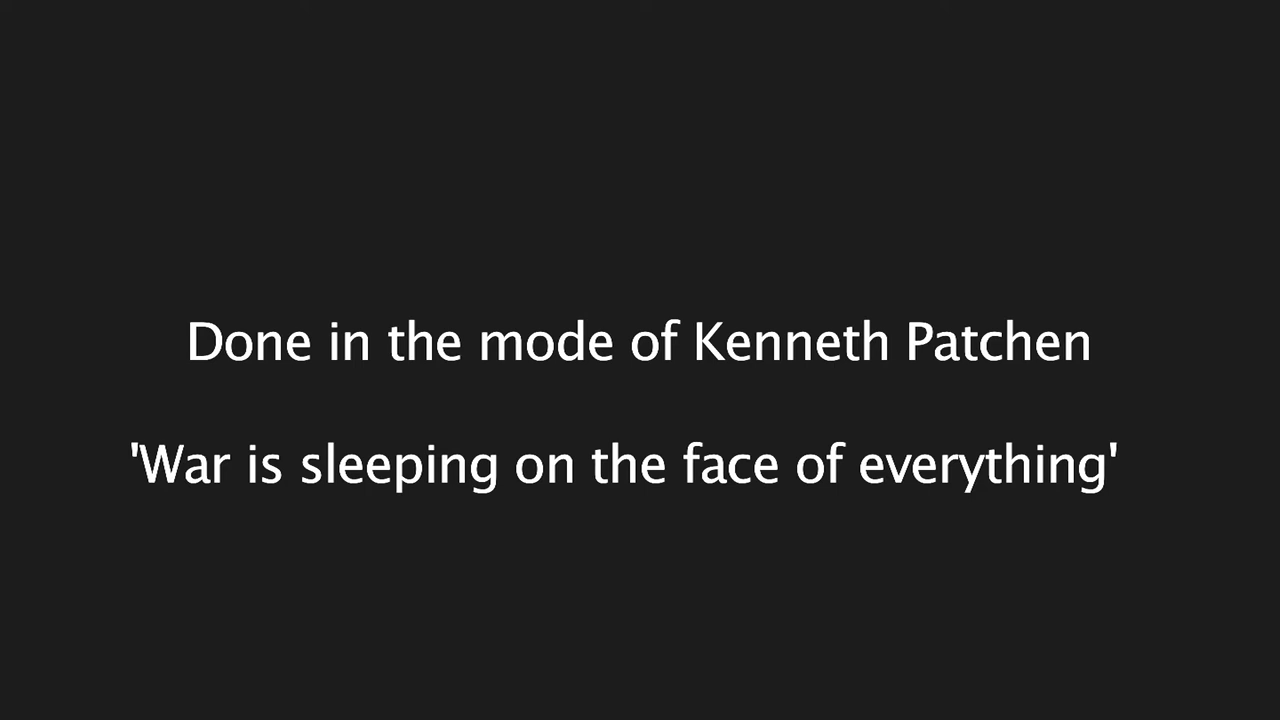 Done in the mode of Kenneth Patchen
'War is sleeping on the face of everything'